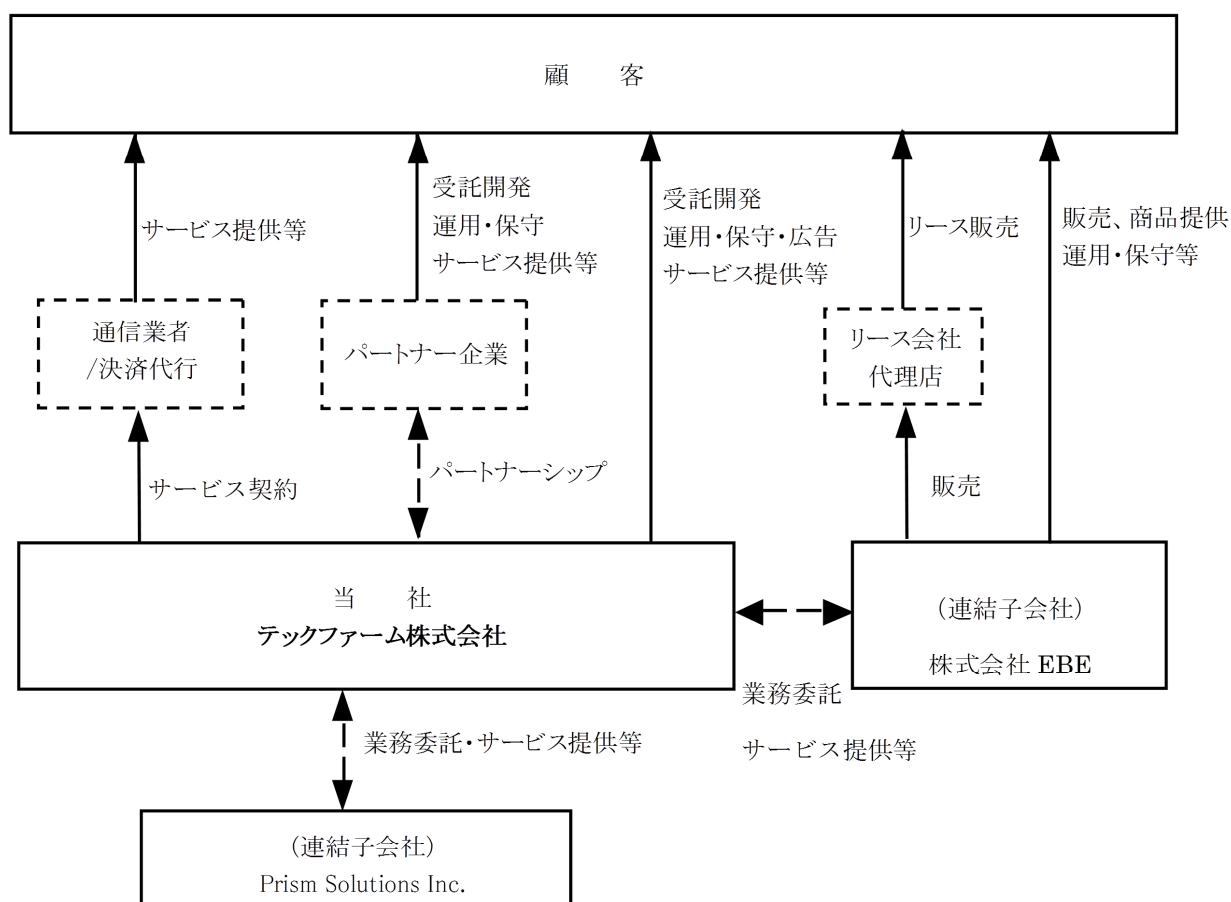 顧　客
サービス提供等
受託開発
運用・保守
サービス提供等
受託開発
運用・保守・広告
サービス提供等
リース販売
販売、商品提供
運用・保守等
通信業者
/決済代行
パートナー企業
リース会社
代理店
サービス契約
パートナーシップ
販売
当　社
テックファーム株式会社
(連結子会社)
株式会社 EBE
業務委託
サービス提供等
業務委託・サービス提供等
(連結子会社)
Prism Solutions Inc.